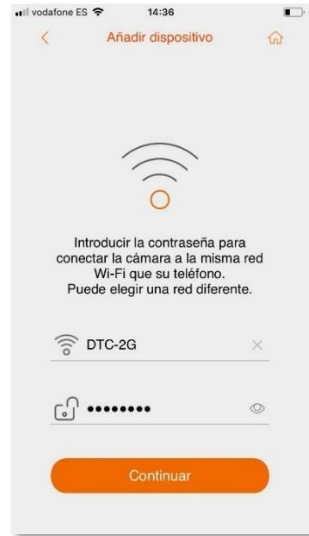 vodafone ES 14:36
Añadir dispositivo
Introducir la contraseña para
conectar la cámara a la misma red
Wi-Fi que su teléfono.
Puede elegir una red diferente.
DTC-2G
••••••••
Continuar